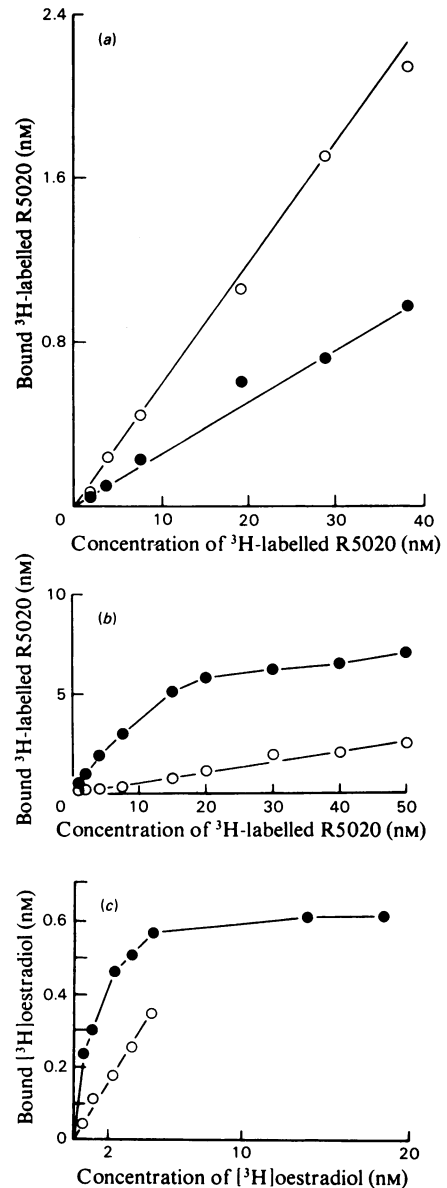 (a)
Bound ³H-labelled R5020 (nM)
2.4
1.6
0.8
0
10
20
30
40
Concentration of ³H-labelled R5020 (nM)
(b)
Bound ³H-labelled R5020 (nM)
10
5
0
10
20
30
40
50
Concentration of ³H-labelled R5020 (nM)
(c)
Bound [³H]oestradiol (nM)
0.6
0.4
0.2
0
2
10
20
Concentration of [³H]oestradiol (nM)